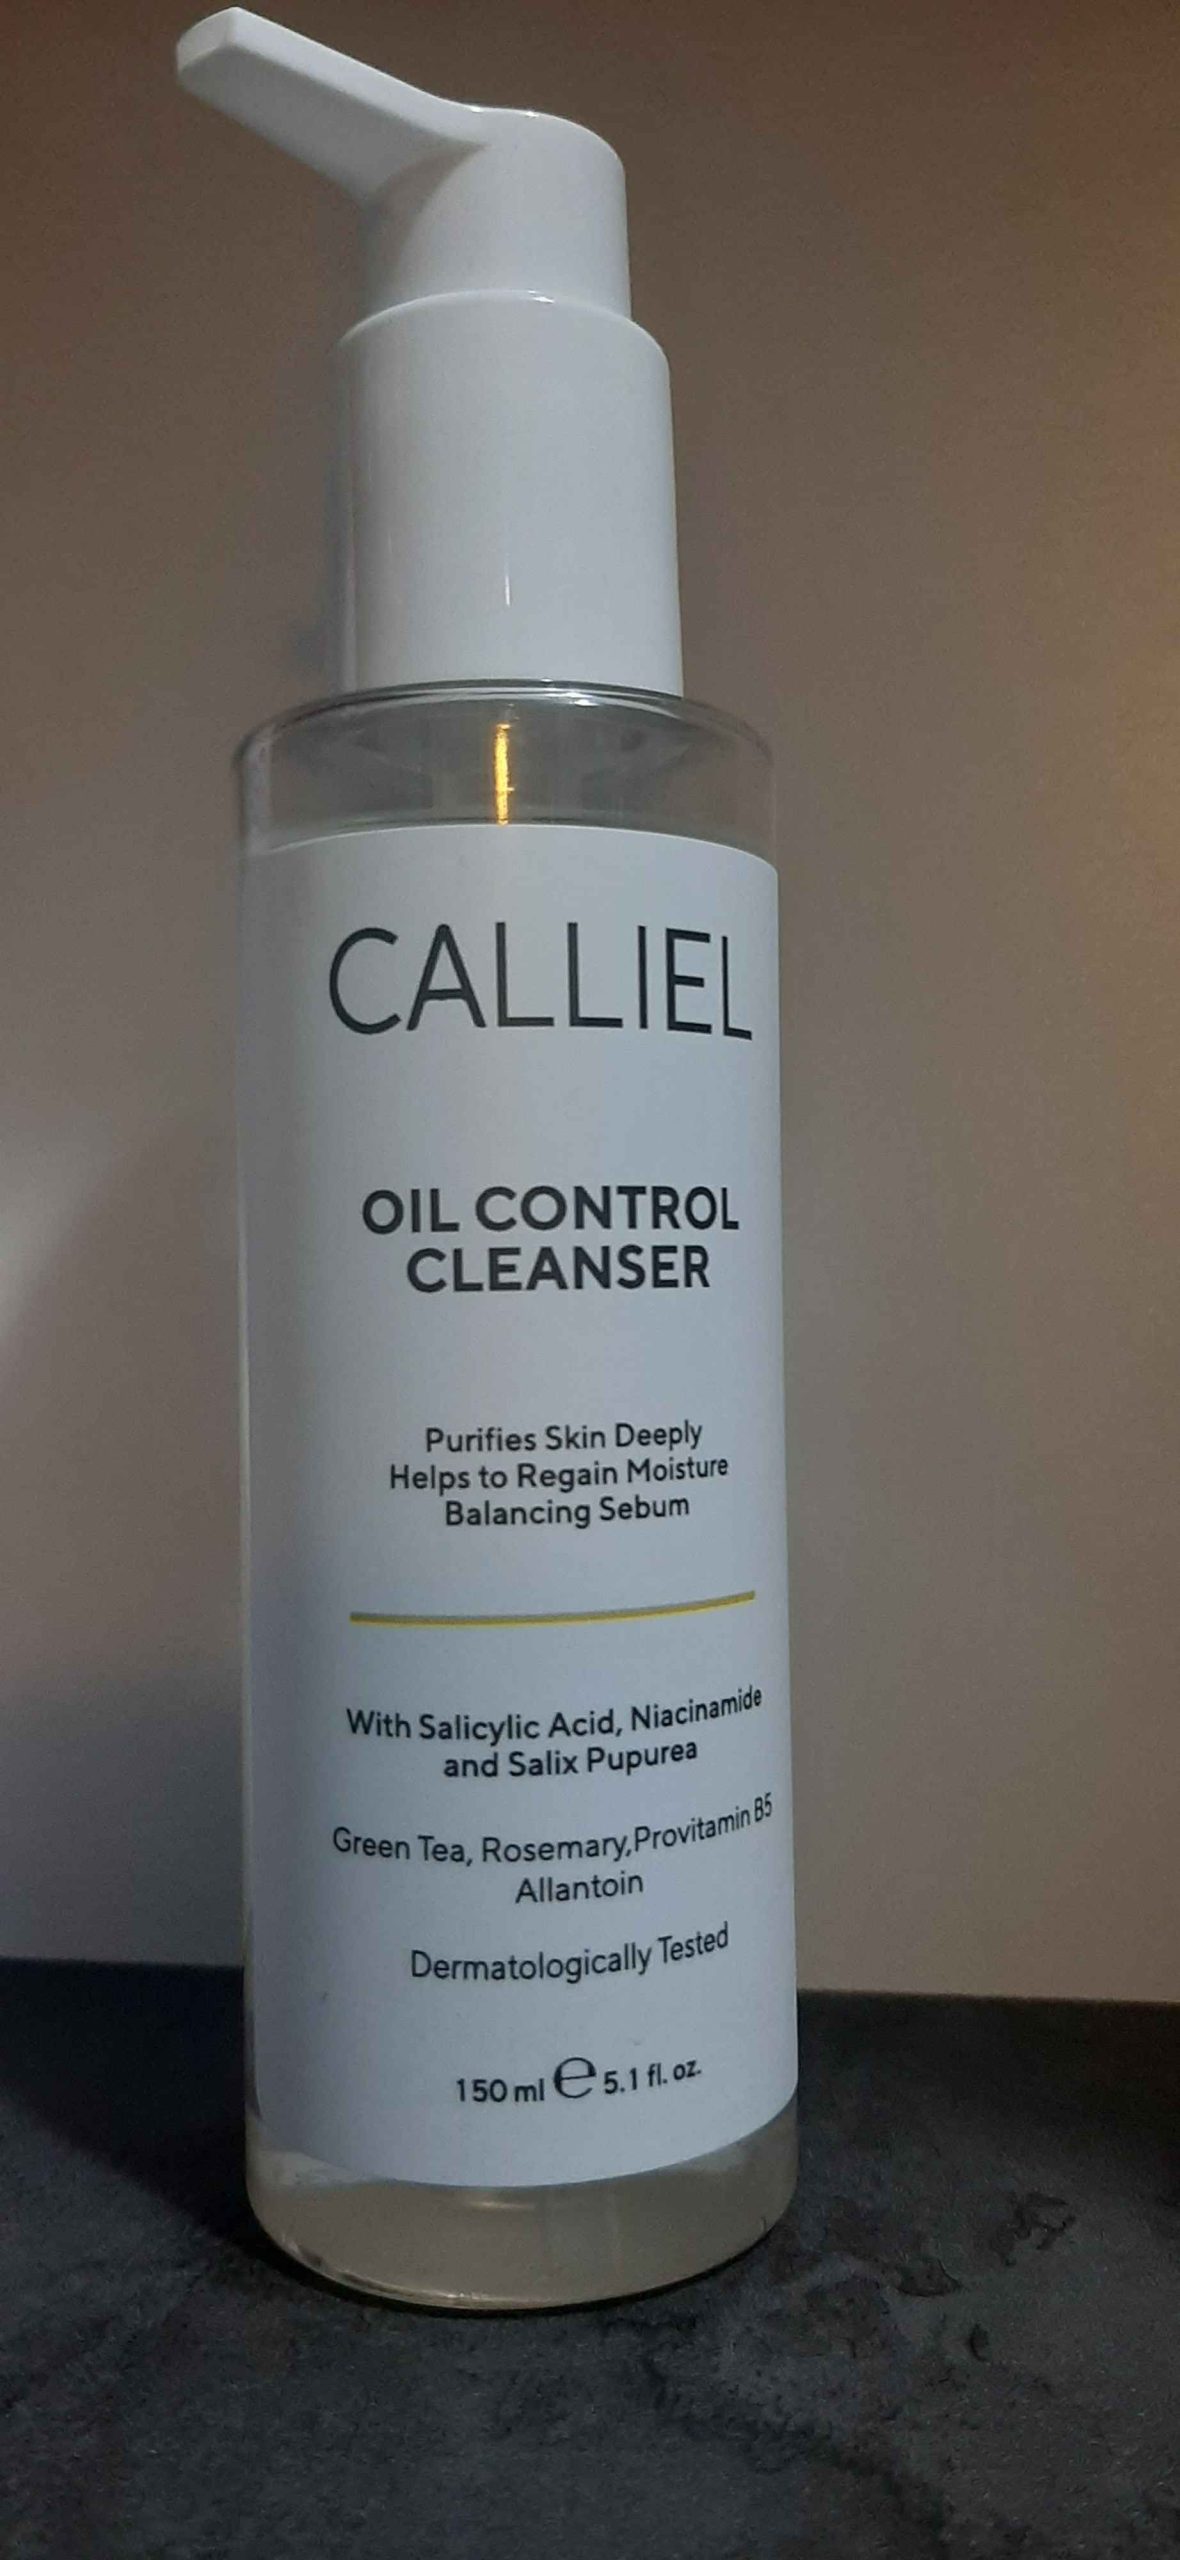 CALLIEL
OIL CONTROL
CLEANSER
Purifies Skin Deeply
Helps to Regain Moisture
Balancing Sebum
With Salicylic Acid, Niacinamide
and Salix Pupurea
Green Tea, Rosemary,Provitamin B5
Allantoin
Dermatologically Tested
150 ml ℮ 5.1 fl. oz.